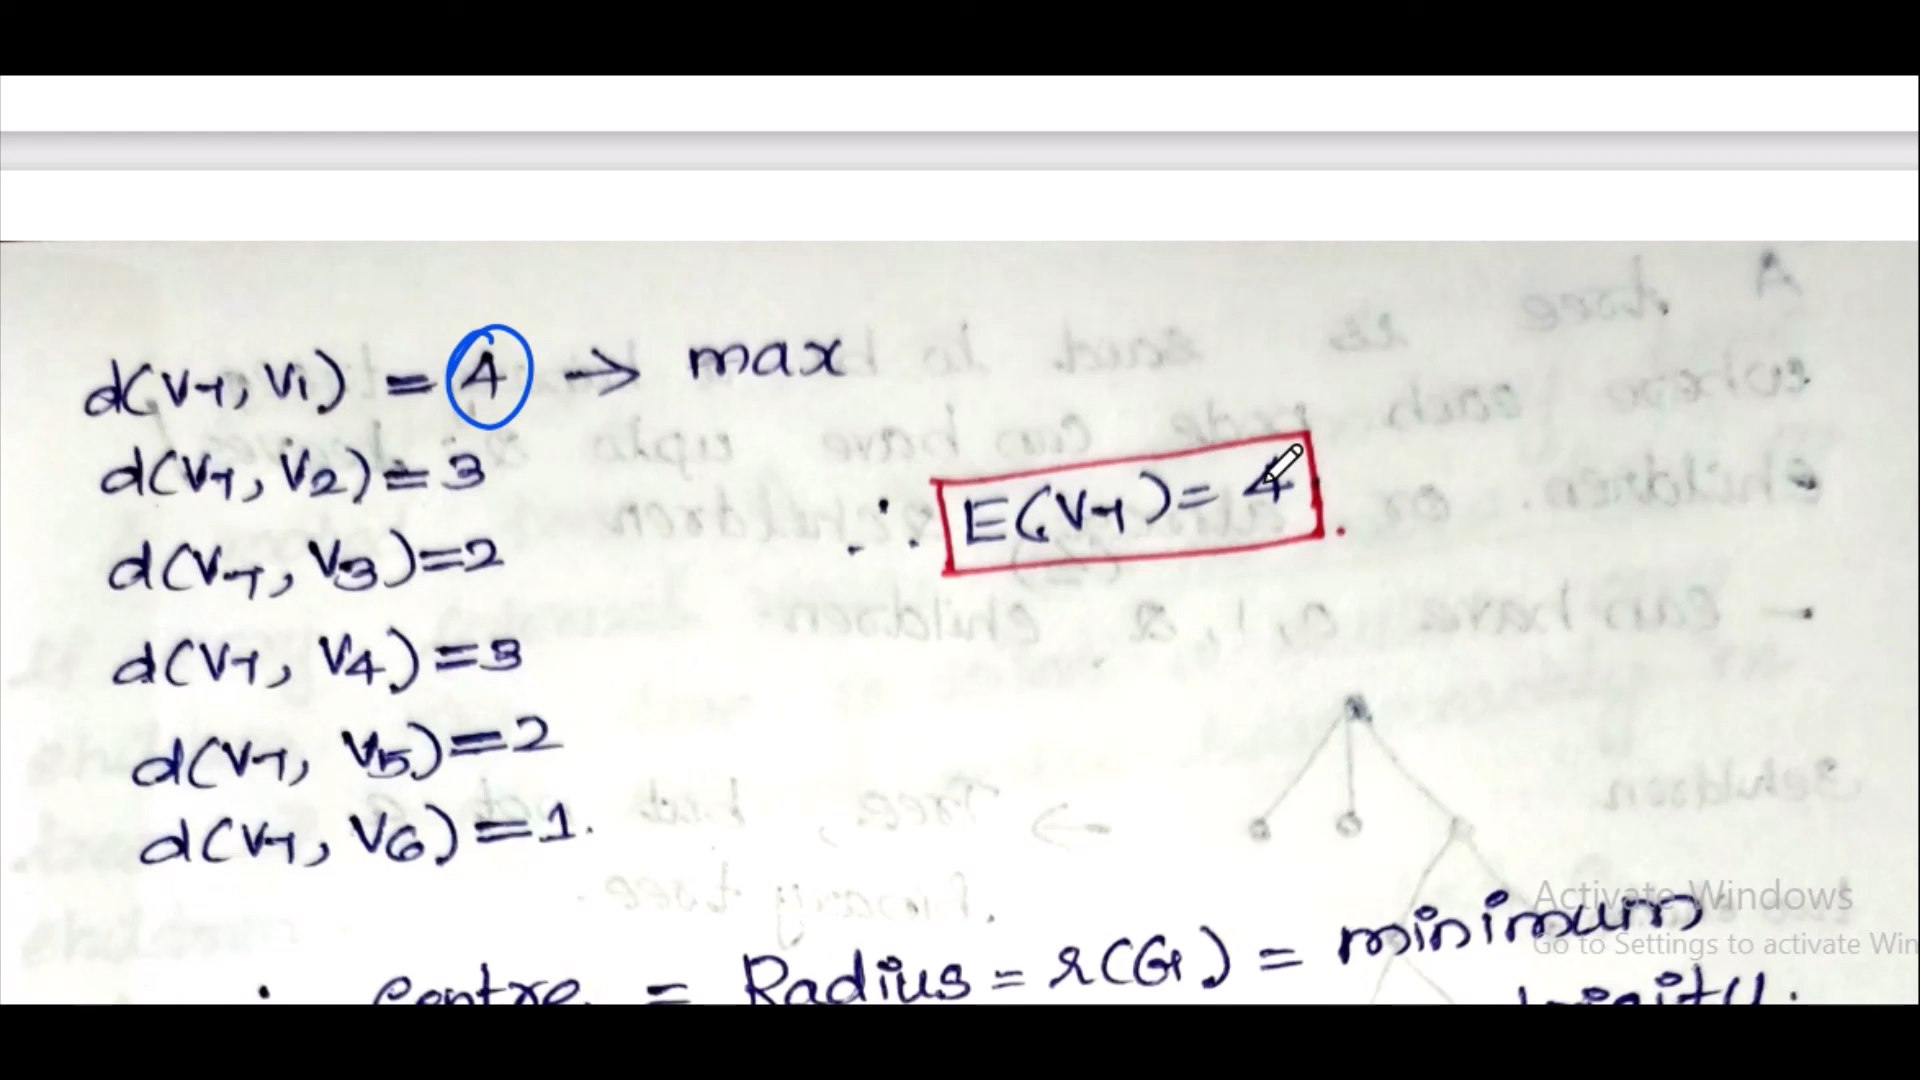 d(V7, V1) = 4 → max
d(V7, V2) = 3
∴ E(V7) = 4.
d(V7, V3) = 2
d(V7, V4) = 3
d(V7, V5) = 2
d(V7, V6) = 1.
Activate Windows
Go to Settings to activate Win
∴ centre = Radius = r(G) = minimum